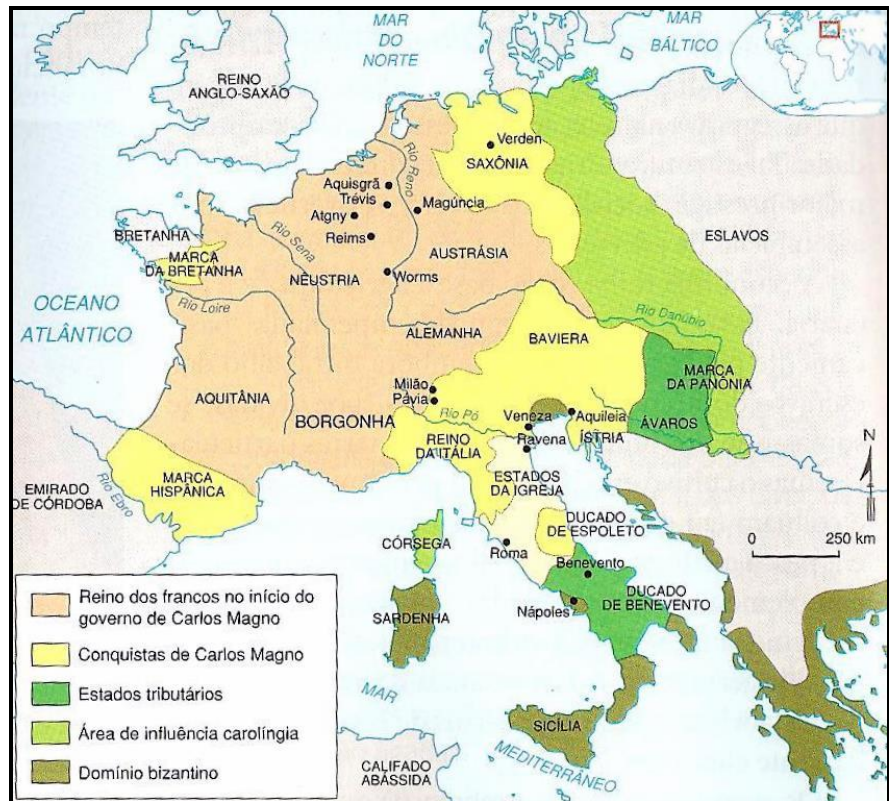 MAR
DO
NORTE
MAR
BÁLTICO
REINO
ANGLO-SAXÃO
Verden
SAXÔNIA
Aquisgrã
Trévis
Atgny
Reims
Rio Reno
Magúncia
ESLAVOS
BRETANHA
MARCA
DA BRETANHA
Rio Sena
NEUSTRIA
AUSTRÁSIA
Worms
OCEANO
ATLÂNTICO
Rio Loire
ALEMANHA
BAVIERA
Rio Danúbio
MARCA
DA PANÔNIA
AQUITÂNIA
BORGONHA
Milão
Pávia
Rio Pó
Veneza
Aquileia
ÍSTRIA
ÁVAROS
Ravena
REINO
DA ITÁLIA
ESTADOS
DA IGREJA
MARCA
HISPÂNICA
Rio Ebro
EMIRADO
DE CÓRDOBA
N
0 250 km
CÓRSEGA
Roma
DUCADO
DE ESPOLETO
Benevento
Nápoles
DUCADO
DE BENEVENTO
SARDENHA
MAR
MEDITERRÂNEO
SICÍLIA
CALIFADO
ABÁSSIDA
Reino dos francos no início do
governo de Carlos Magno
Conquistas de Carlos Magno
Estados tributários
Área de influência carolíngia
Domínio bizantino